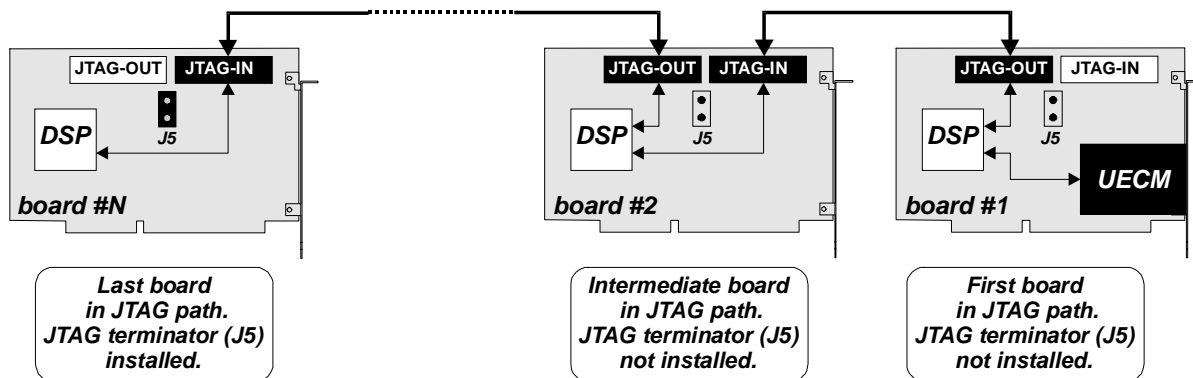 JTAG-OUT JTAG-IN
J5
DSP
board #N
Last board
in JTAG path.
JTAG terminator (J5)
installed.
JTAG-OUT JTAG-IN
J5
DSP
board #2
Intermediate board
in JTAG path.
JTAG terminator (J5)
not installed.
JTAG-OUT JTAG-IN
J5
DSP
UECM
board #1
First board
in JTAG path.
JTAG terminator (J5)
not installed.